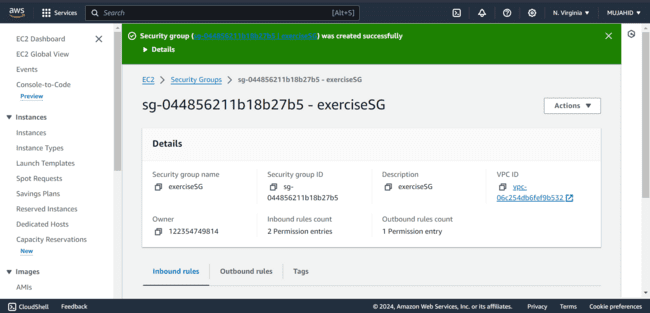 aws
Services
Search
[Alt+S]
N. Virginia
MUJAHID
EC2 Dashboard
EC2 Global View
Events
Console-to-Code
Preview
Instances
Instances
Instance Types
Launch Templates
Spot Requests
Savings Plans
Reserved Instances
Dedicated Hosts
Capacity Reservations
New
Images
AMIs
Security group (
) was created successfully
Details
EC2 > Security Groups > sg-044856211b18b27b5 - exerciseSG
sg-044856211b18b27b5 - exerciseSG
Actions
Details
Security group name
exerciseSG
Security group ID
sg-
044856211b18b27b5
Description
exerciseSG
VPC ID
vpc-
06c254db6fef9b532
Owner
122354749814
Inbound rules count
2 Permission entries
Outbound rules count
1 Permission entry
Inbound rules
Outbound rules
Tags
CloudShell
Feedback
© 2024, Amazon Web Services, Inc. or its affiliates.
Privacy
Terms
Cookie preferences